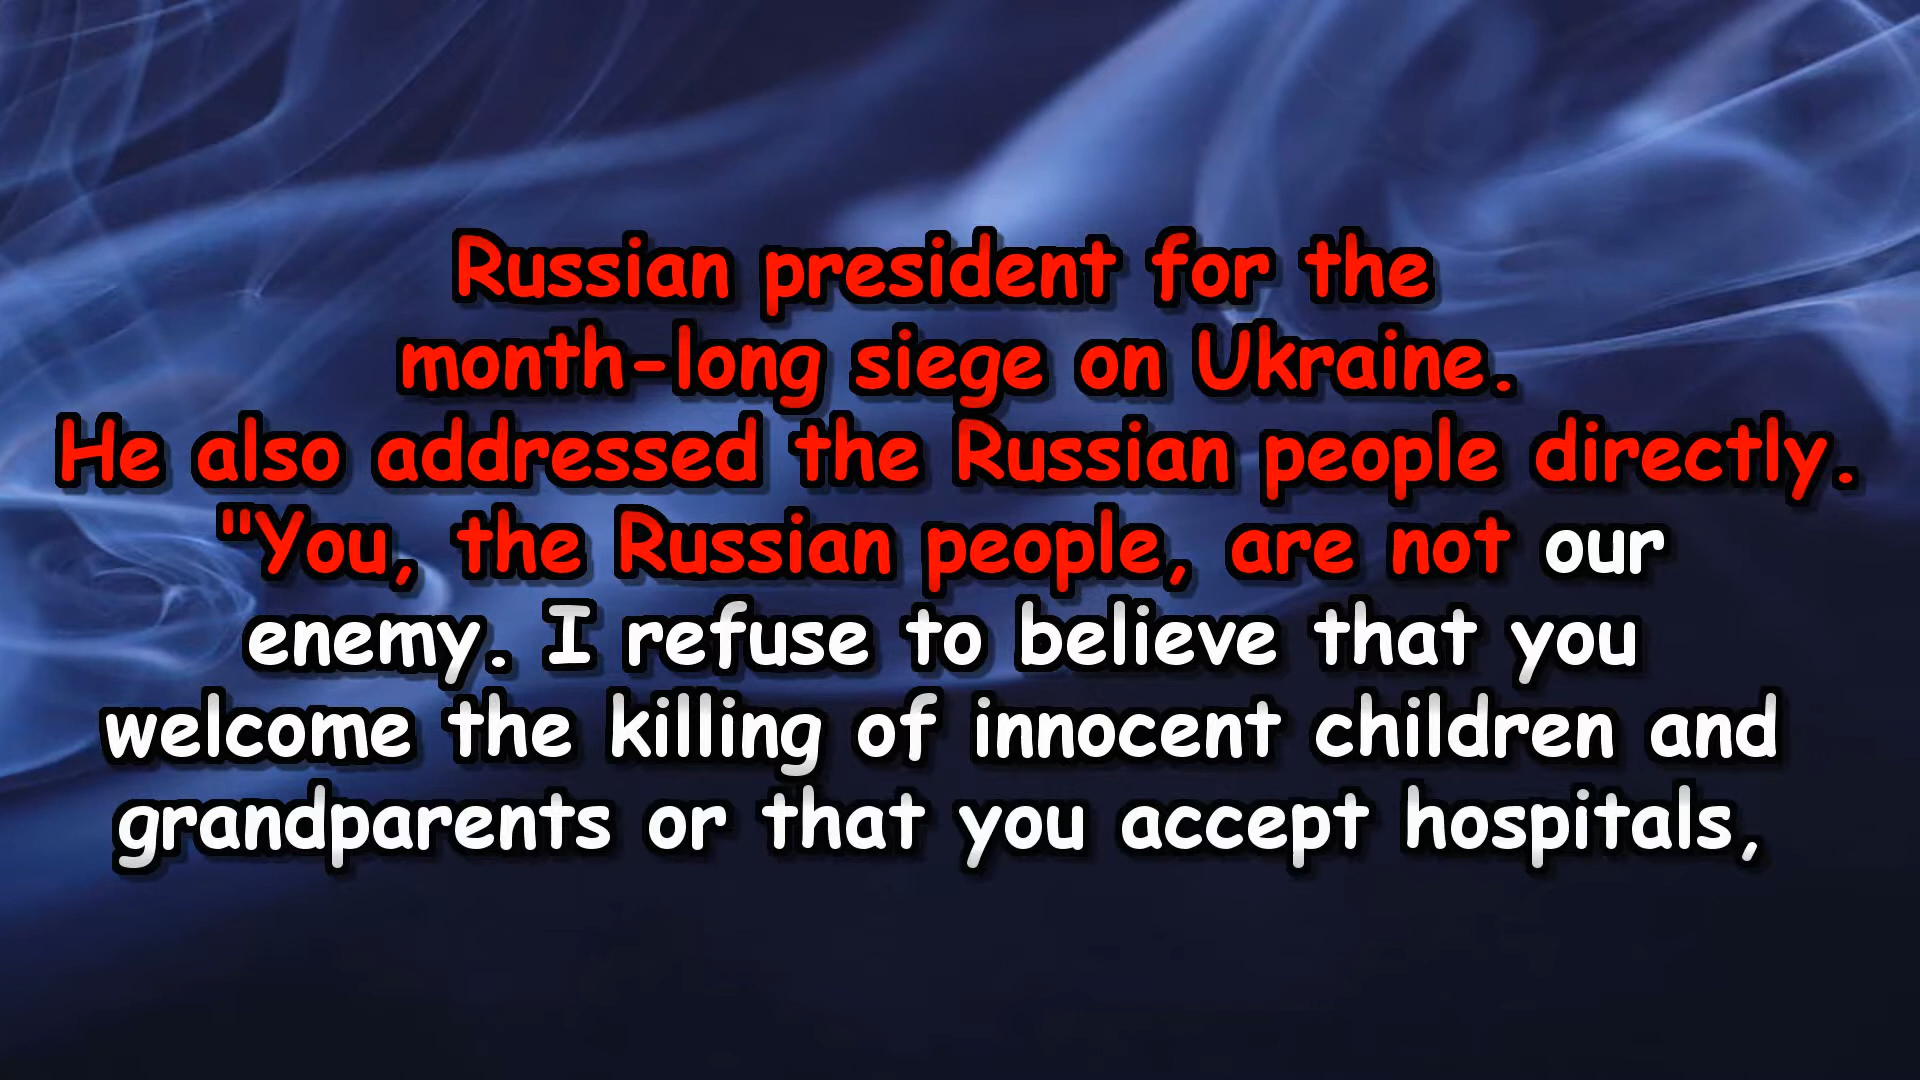 Russian president for the
month-long siege on Ukraine.
He also addressed the Russian people directly.
"You, the Russian people, are not our
enemy. I refuse to believe that you
welcome the killing of innocent children and
grandparents or that you accept hospitals,